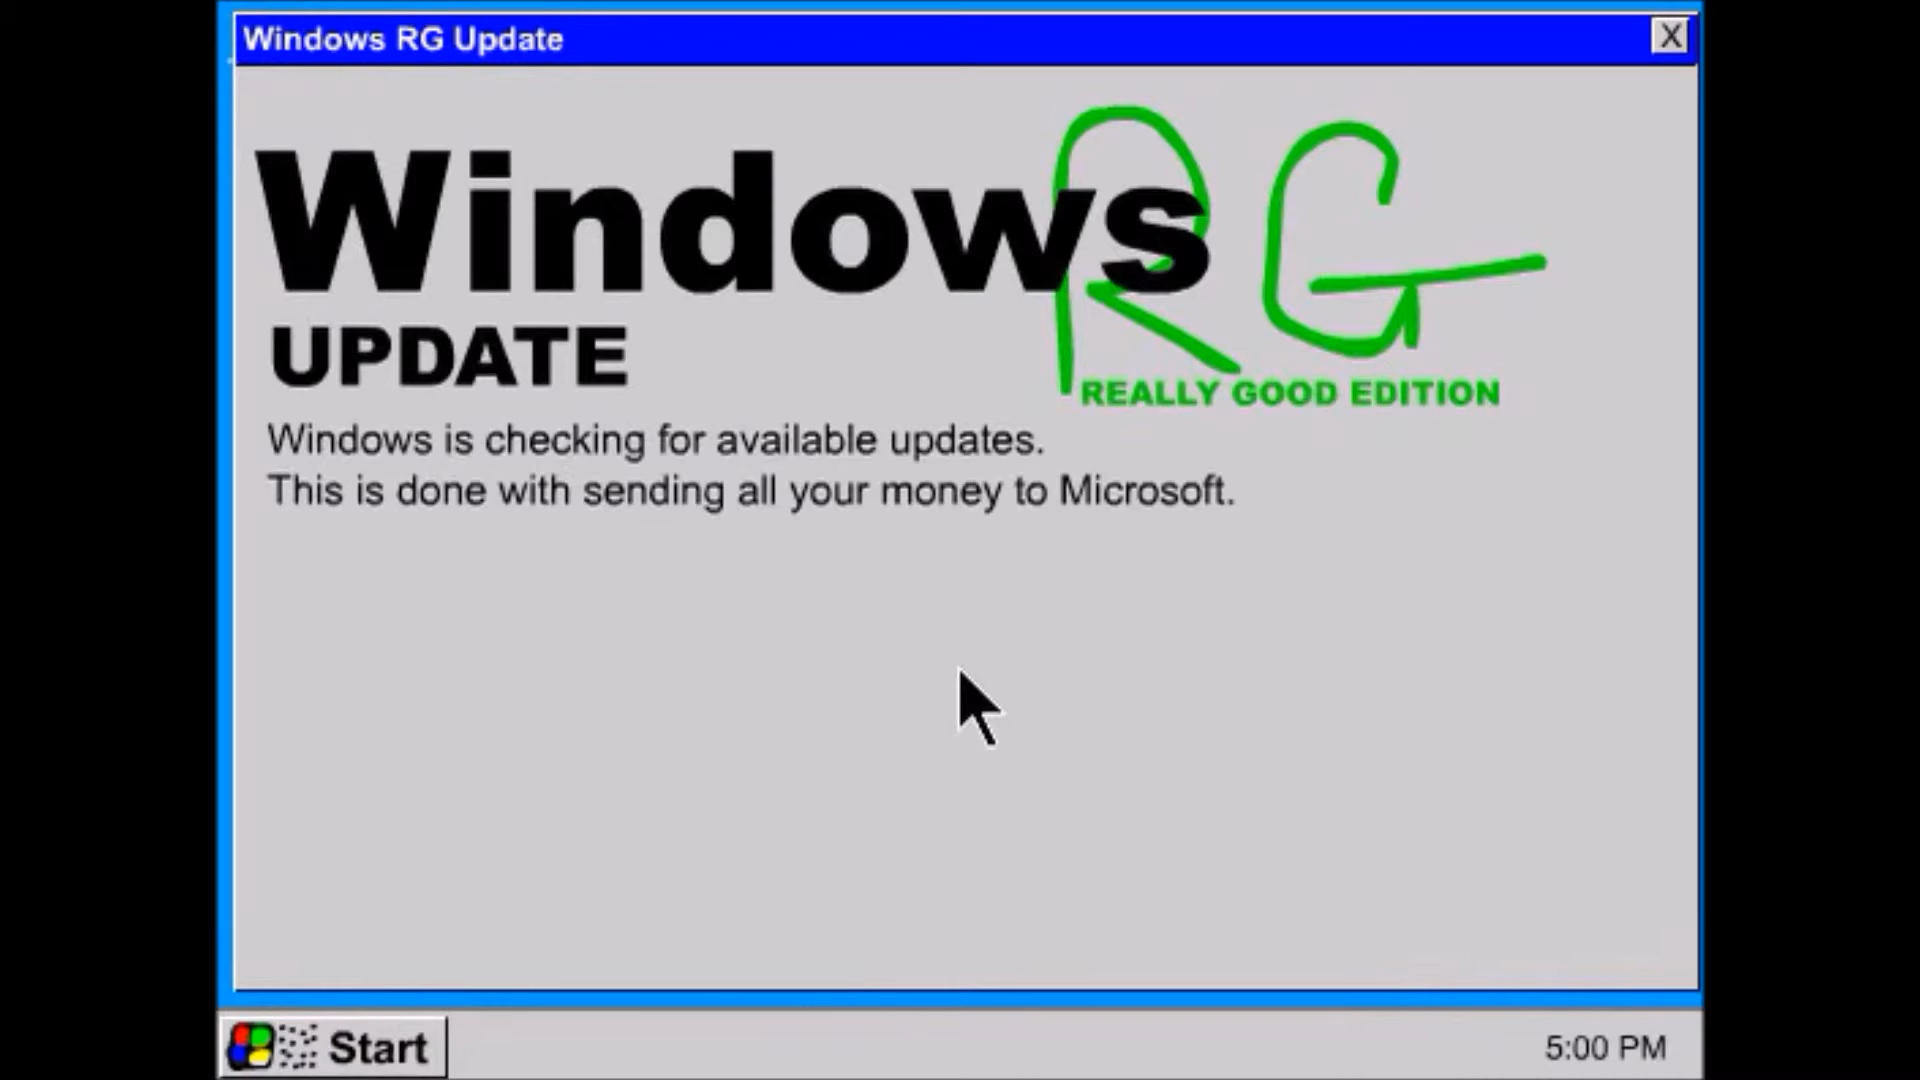 Windows RG Update
X
Windows RG
UPDATE
REALLY GOOD EDITION
Windows is checking for available updates.
This is done with sending all your money to Microsoft.
Start
5:00 PM